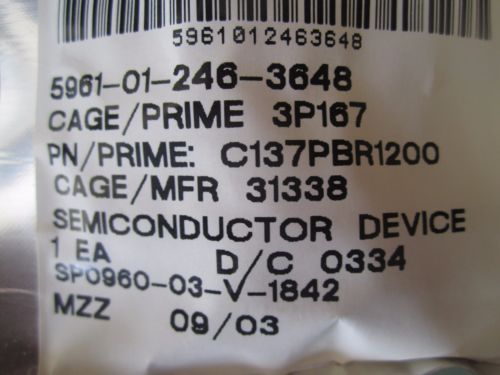 5961012463648
5961-01-246-3648
CAGE/PRIME 3P167
PN/PRIME: C137PBR1200
CAGE/MFR 31338
SEMICONDUCTOR DEVICE
1 EA D/C 0334
SP0960-03-V-1842
MZZ 09/03